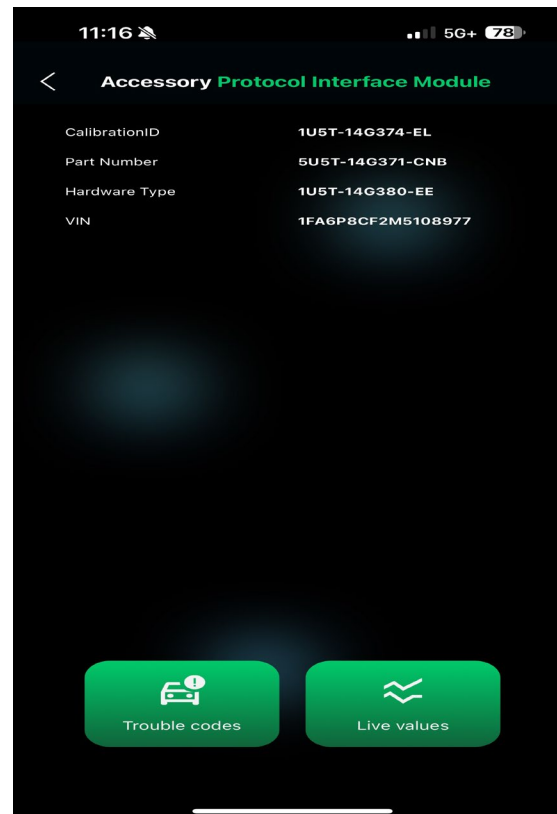 11:16
5G+ 78
Accessory Protocol Interface Module
CalibrationID 1U5T-14G374-EL
Part Number 5U5T-14G371-CNB
Hardware Type 1U5T-14G380-EE
VIN 1FA6P8CF2M5108977
Trouble codes
Live values